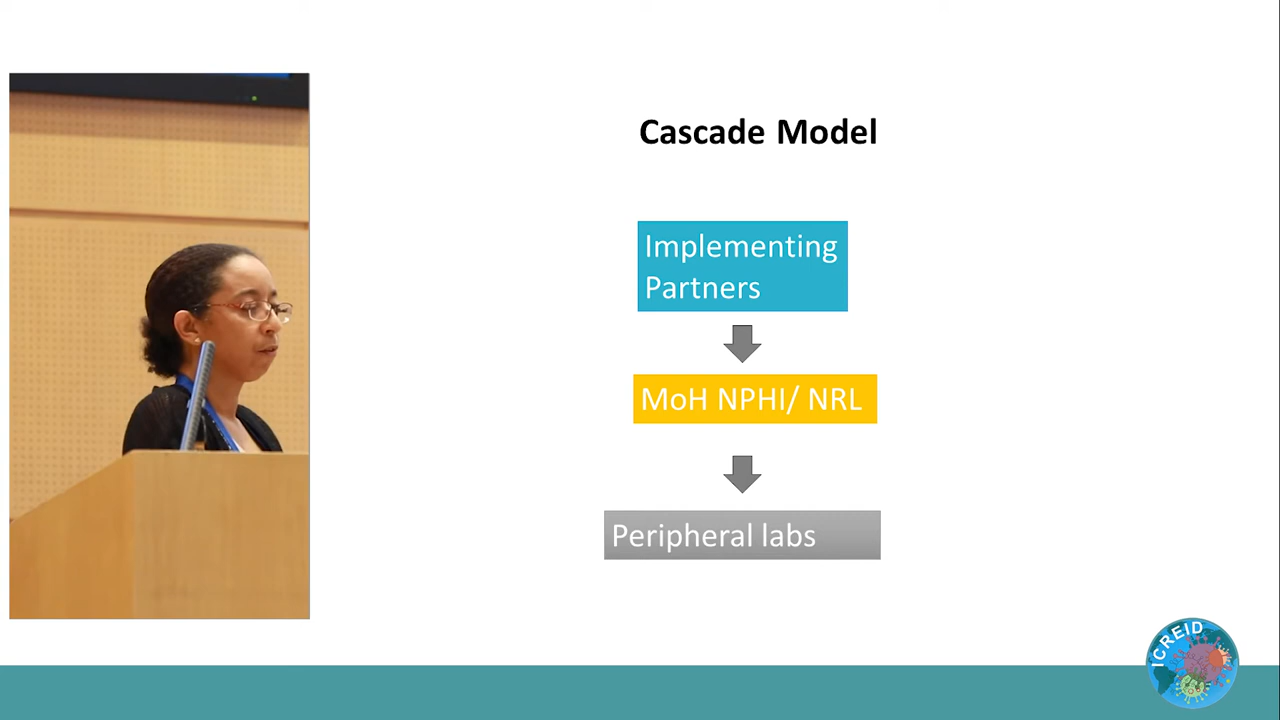 Cascade Model
Implementing
Partners
MoH NPHI/ NRL
Peripheral labs
ICREID